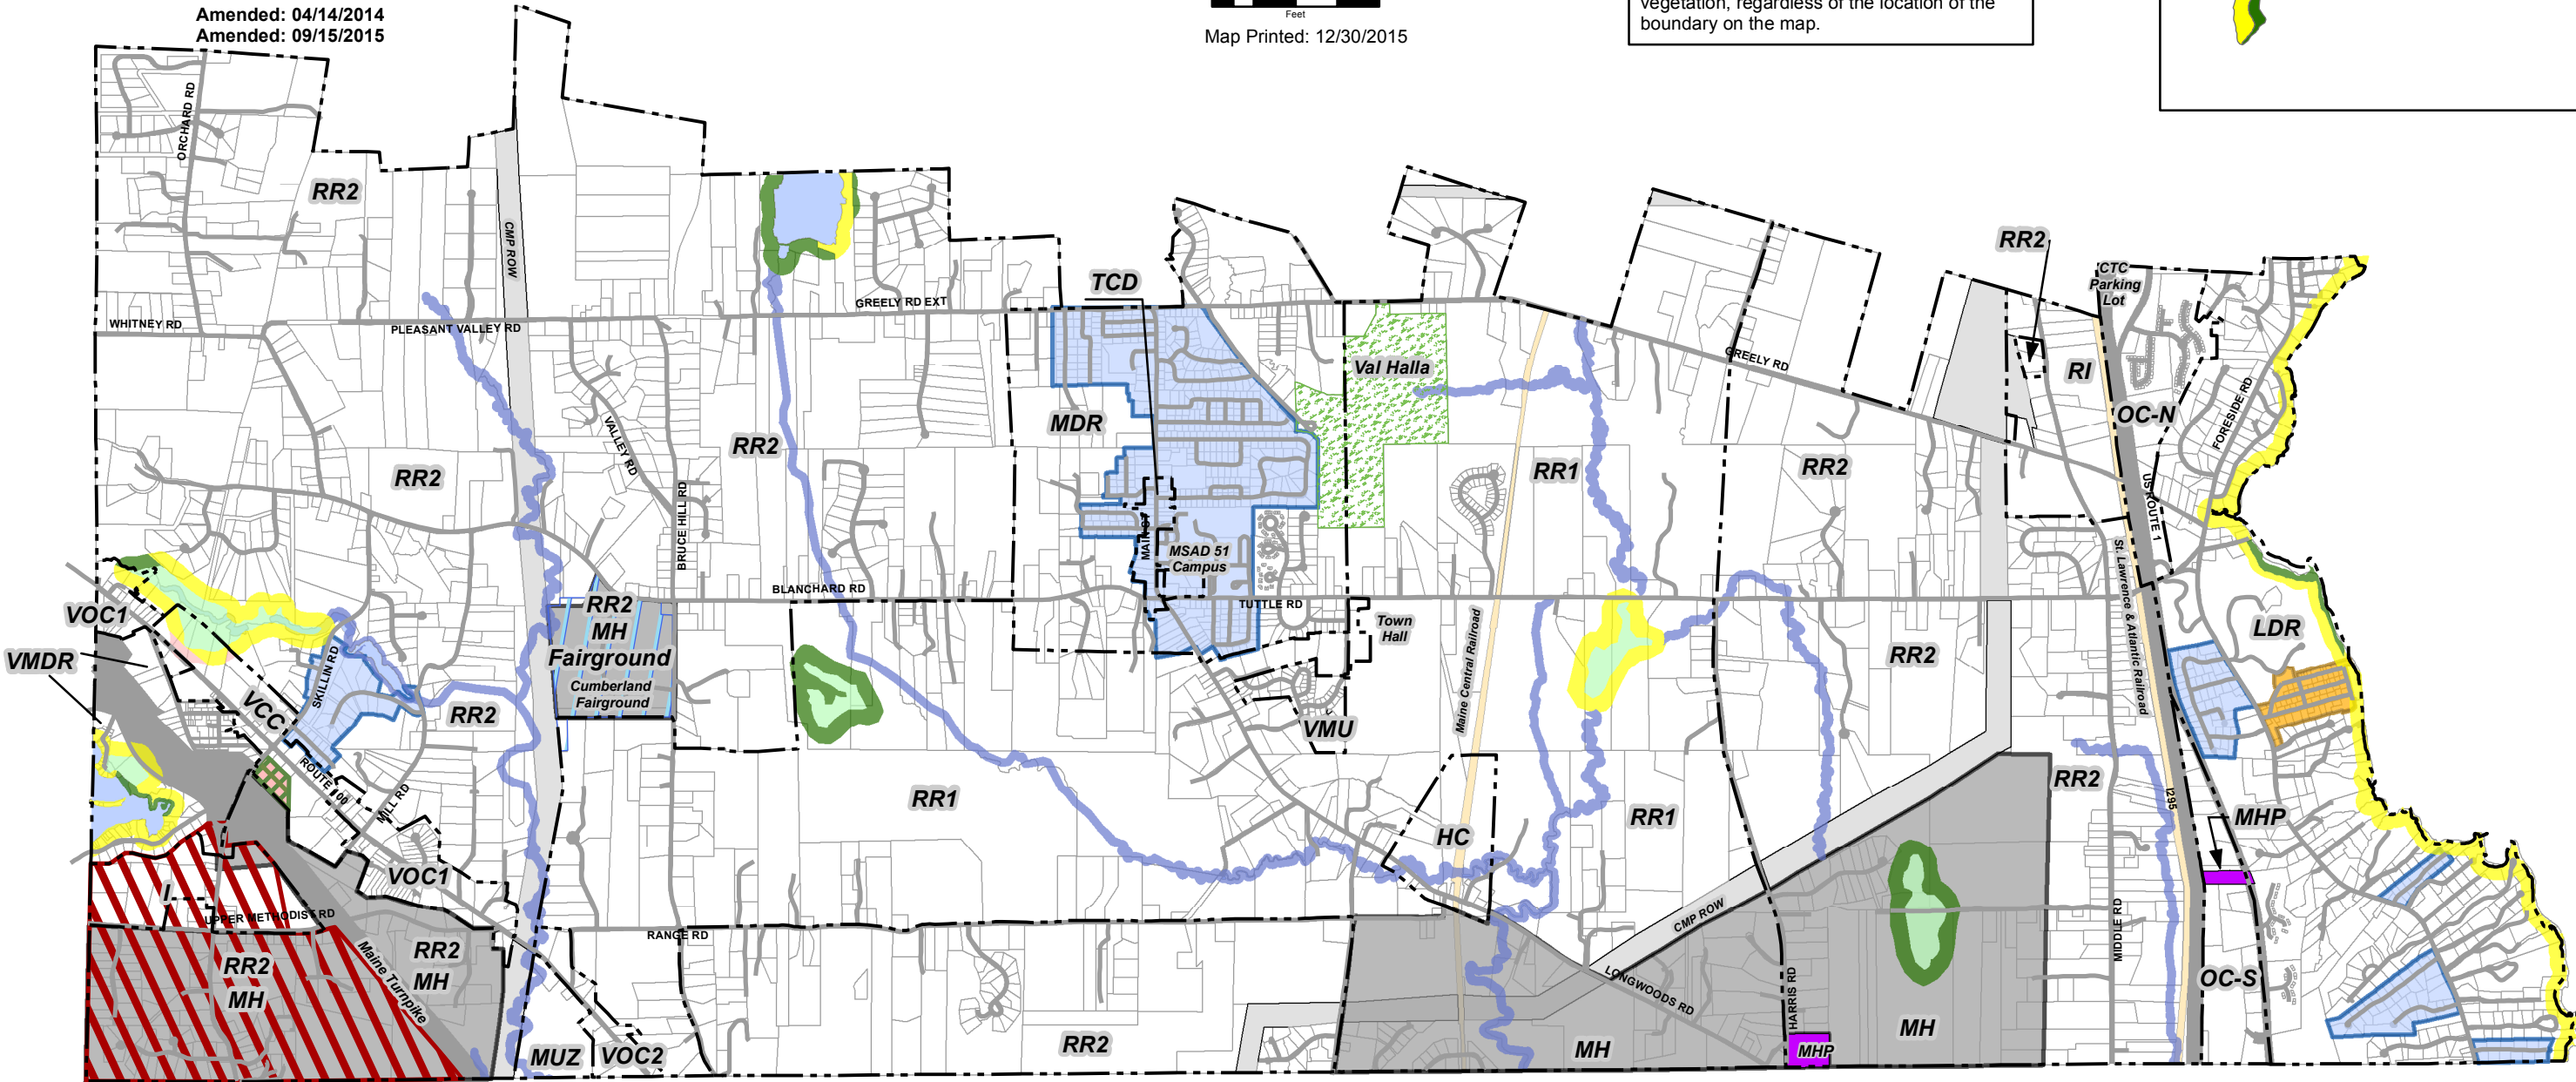 Amended: 04/14/2014
Amended: 09/15/2015
Feet
Map Printed: 12/30/2015
vegetation, regardless of the location of the
boundary on the map.
ORCHARD RD
RR2
CMP ROW
WHITNEY RD
PLEASANT VALLEY RD
GREELY RD EXT
TCD
RR2
CTC
Parking
Lot
Val Halla
GREELY RD
RI
OC-N
FORESIDE RD
MDR
VALLEY RD
RR2
RR2
RR1
RR2
BRUCE HILL RD
MAIN ST
US ROUTE 1
MSAD 51
Campus
BLANCHARD RD
TUTTLE RD
VOC1
RR2
MH
Fairground
Cumberland
Fairground
Town
Hall
Maine Central Railroad
St. Lawrence & Atlantic Railroad
LDR
VMDR
SKILLIN RD
VCC
RR2
RR2
VMU
ROUTE 100
MILL RD
RR1
HC
RR1
RR2
I295
MHP
VOC1
I
UPPER METHODIST RD
RANGE RD
CMP ROW
MIDDLE RD
RR2
MH
Maine Turnpike
RR2
MH
LONGWOODS RD
HARRIS RD
OC-S
MUZ
VOC2
RR2
MH
MHP
MH